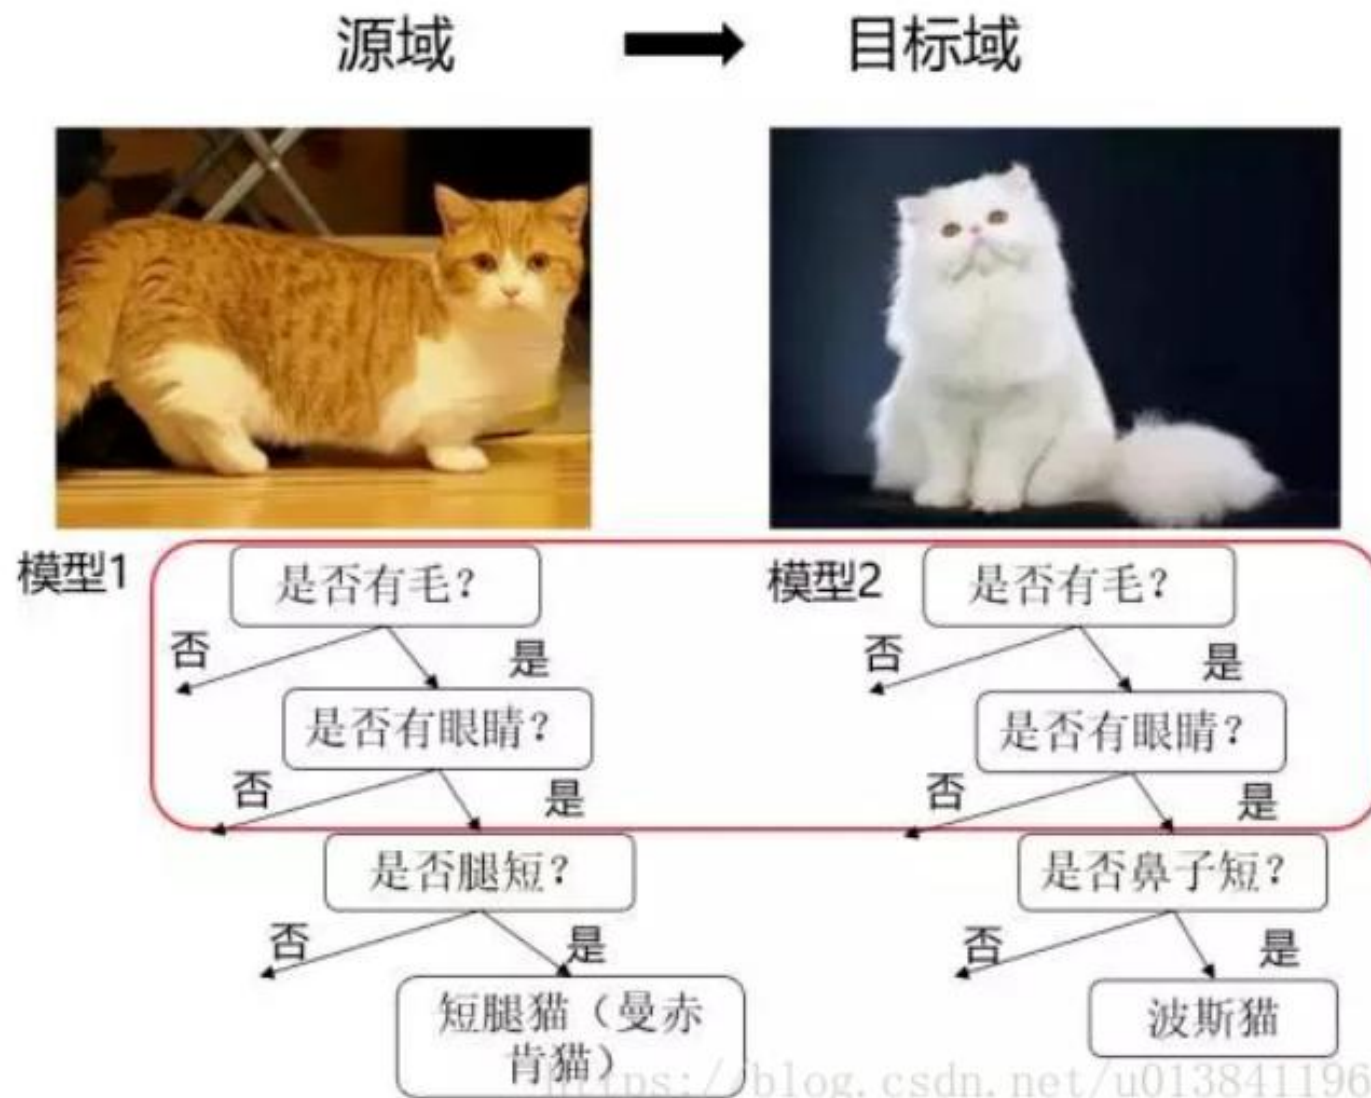 源域
目标域
模型1
是否有毛?
模型2
是否有毛?
否
是
否
是
是否有眼睛?
是否有眼睛?
否
是
否
是
是否腿短?
是否鼻子短?
否
是
否
是
短腿猫（曼赤
肯猫）
波斯猫
https://blog.csdn.net/u013841196